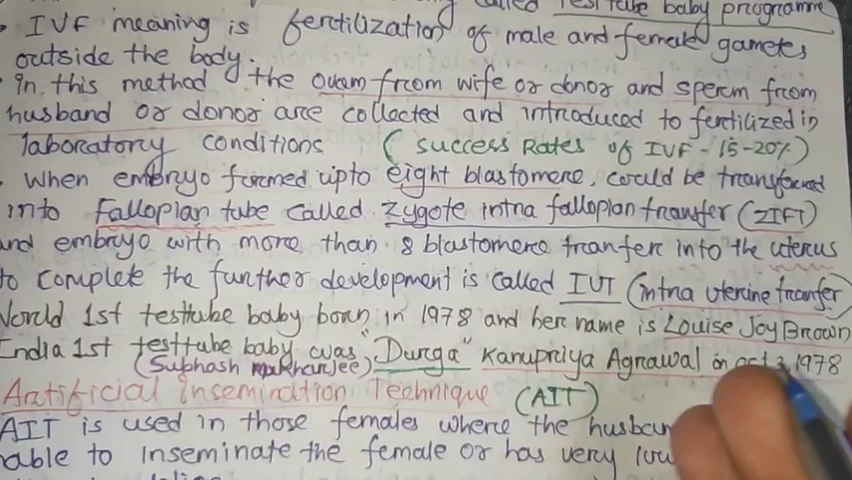 called Test tube baby programme
• IVF meaning is fertilization of male and female gametes
outside the body.
• In this method the ovum from wife or donor and sperm from
husband or donor are collected and introduced to fertilized in
laboratory conditions (success Rates of IVF - 15-20%)
• When embryo formed upto eight blastomere, could be transferred
into Fallopian tube called Zygote intra fallopian transfer (ZIFT)
and embryo with more than 8 blastomere tranfer into the uterus
to complete the further development is called IUT (intra uterine tranfer)
World 1st testtube baby born in 1978 and her name is Louise Joy Brown
India 1st testtube baby was "Durga" Kanupriya Agrawal in oct 3, 1978
(Subhash Mukharjee)
Artificial insemination Technique (AIT)
AIT is used in those females where the husban
able to inseminate the female or has very low